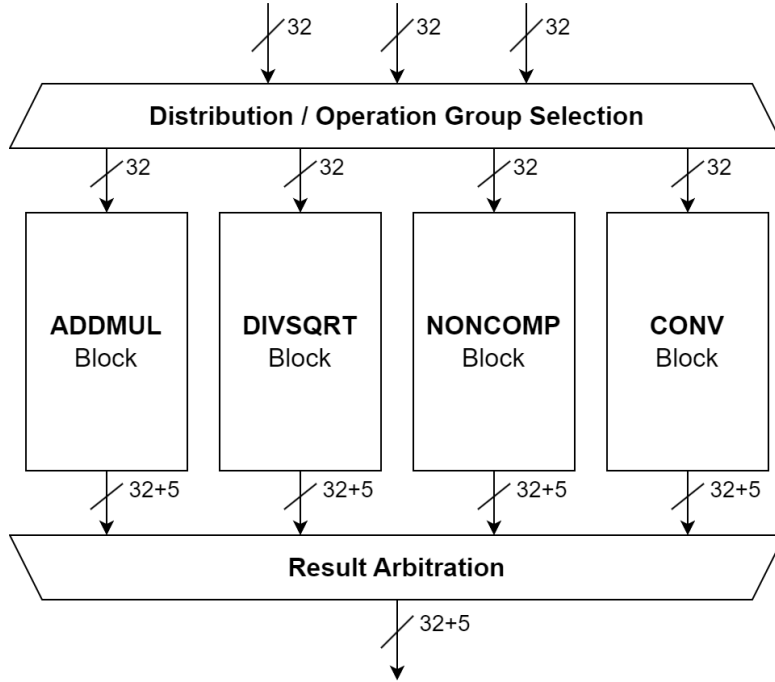 32 32 32
Distribution / Operation Group Selection
32 32 32 32
ADDMUL DIVSQRT NONCOMP CONV
Block Block Block Block
32+5 32+5 32+5 32+5
Result Arbitration
32+5